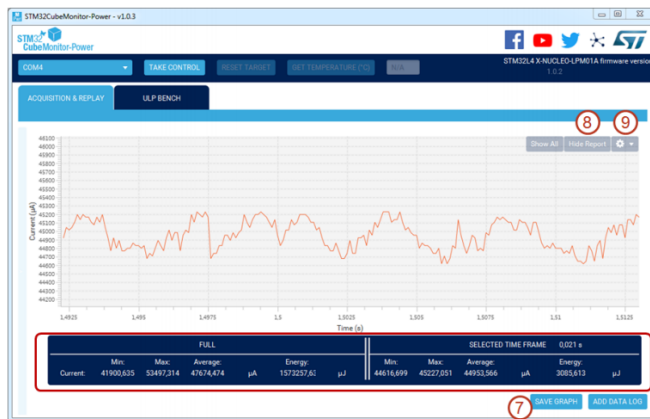 STM32CubeMonitor-Power - v1.0.3
STM32
CubeMonitor-Power
COM4 TAKE CONTROL RESET TARGET GET TEMPERATURE (°C) N/A STM32L4 X-NUCLEO-LPM01A firmware version
1.0.2
ACQUISITION & REPLAY ULP BENCH
8 9
Show All Hide Report
46100
46000
45900
45800
45700
45600
45500
45400
45300
45200
45100
45000
44900
44800
44700
44600
44500
44400
44300
44200
Current (µA)
1,4925 1,495 1,4975 1,5 1,5025 1,505 1,5075 1,51 1,5125
Time (s)
FULL SELECTED TIME FRAME 0,021 s
Min: Max: Average: Energy: Min: Max: Average: Energy:
Current: 41900,635 53497,314 47674,474 µA 1573257,63 µJ 44616,699 45227,051 44953,566 µA 3085,613 µJ
7 SAVE GRAPH ADD DATA LOG